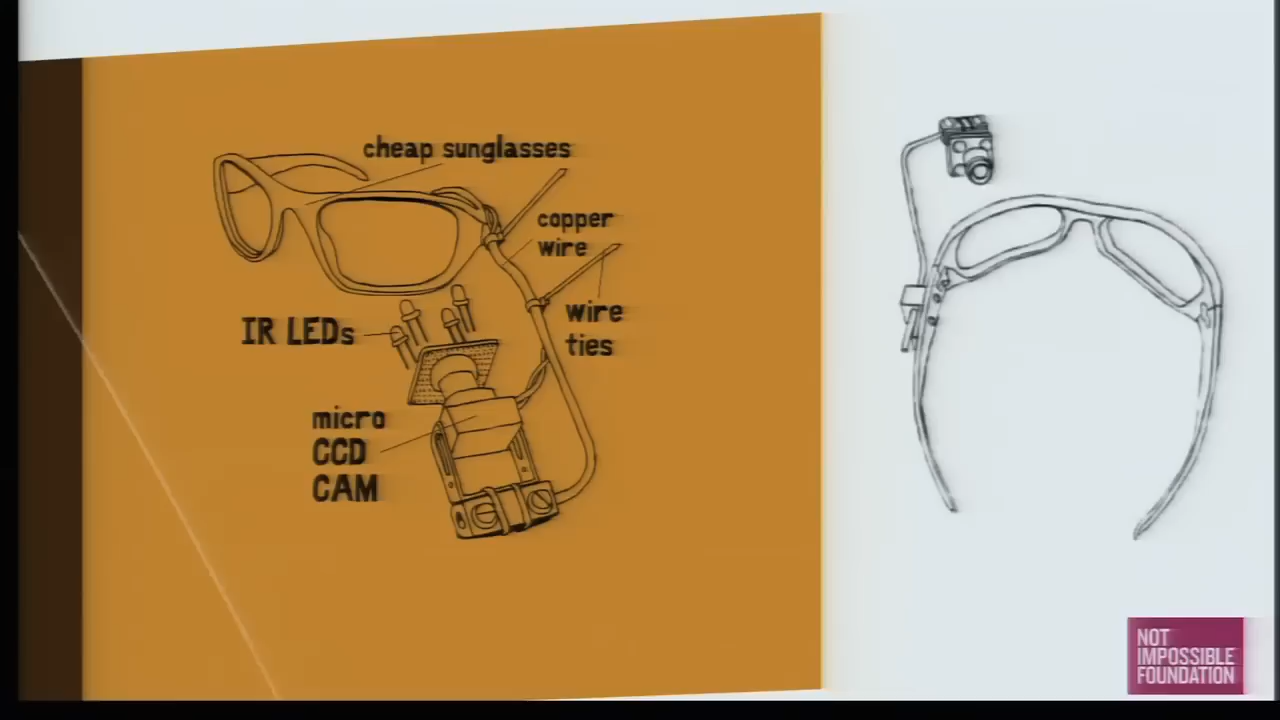 cheap sunglasses
copper
wire
wire
ties
IR LEDs
micro
CCD
CAM
NOT
IMPOSSIBLE
FOUNDATION